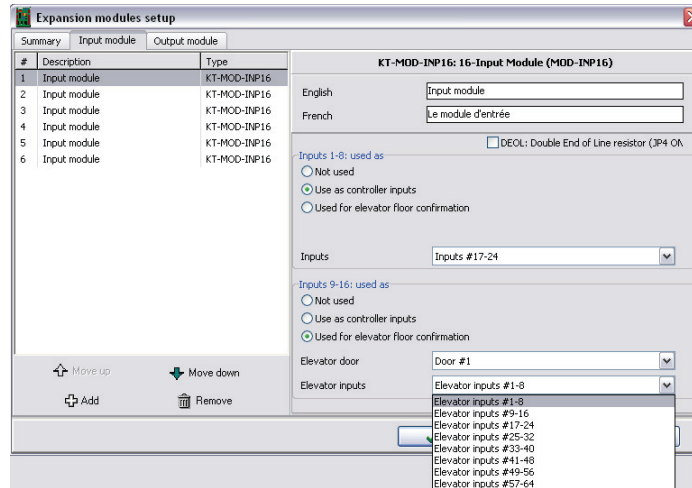 Expansion modules setup
Summary Input module Output module
# Description Type
1 Input module KT-MOD-INP16
2 Input module KT-MOD-INP16
3 Input module KT-MOD-INP16
4 Input module KT-MOD-INP16
5 Input module KT-MOD-INP16
6 Input module KT-MOD-INP16
Move up Move down
Add Remove
KT-MOD-INP16: 16-Input Module (MOD-INP16)
English Input module
French Le module d'entrée
DEOL: Double End of Line resistor (JP4 ON
Inputs 1-8: used as
Not used
Use as controller inputs
Used for elevator floor confirmation
Inputs Inputs #17-24
Inputs 9-16: used as
Not used
Use as controller inputs
Used for elevator floor confirmation
Elevator door Door #1
Elevator inputs Elevator inputs #1-8
Elevator inputs #1-8
Elevator inputs #9-16
Elevator inputs #17-24
Elevator inputs #25-32
Elevator inputs #33-40
Elevator inputs #41-48
Elevator inputs #49-56
Elevator inputs #57-64